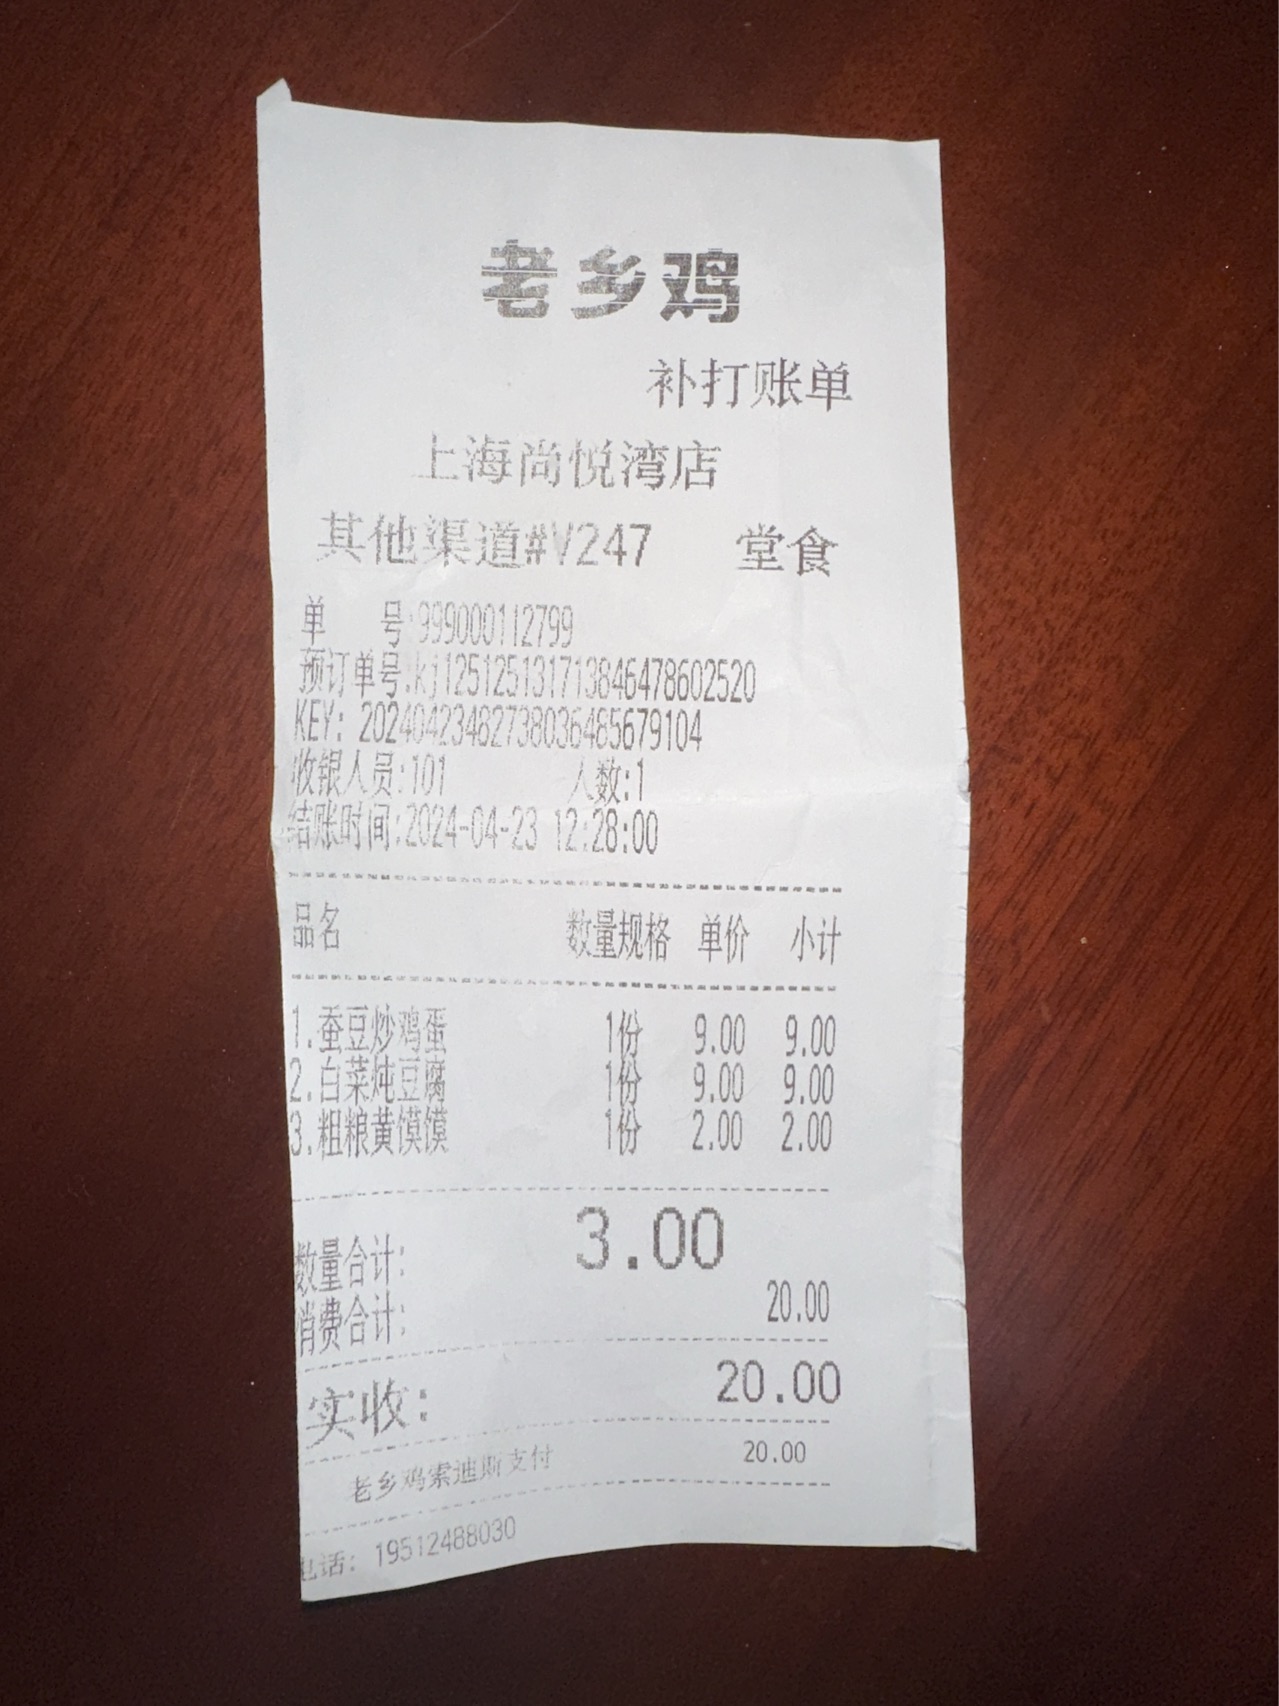 老乡鸡
补打账单
上海尚悦湾店
其他渠道#V247 堂食
单 号:999000112799
预订单号:kj12512513171384647860252​0
KEY: 20240423482738036485679104
收银人员:101 人数:1
结账时间:2024-04-23 12:28:00
品名 数量规格 单价 小计
1.蚕豆炒鸡蛋 1份 9.00 9.00
2.白菜炖豆腐 1份 9.00 9.00
3.粗粮黄馍馍 1份 2.00 2.00
数量合计: 3.00
消费合计: 20.00
实收: 20.00
老乡鸡索迪斯支付 20.00
电话: 19512488030